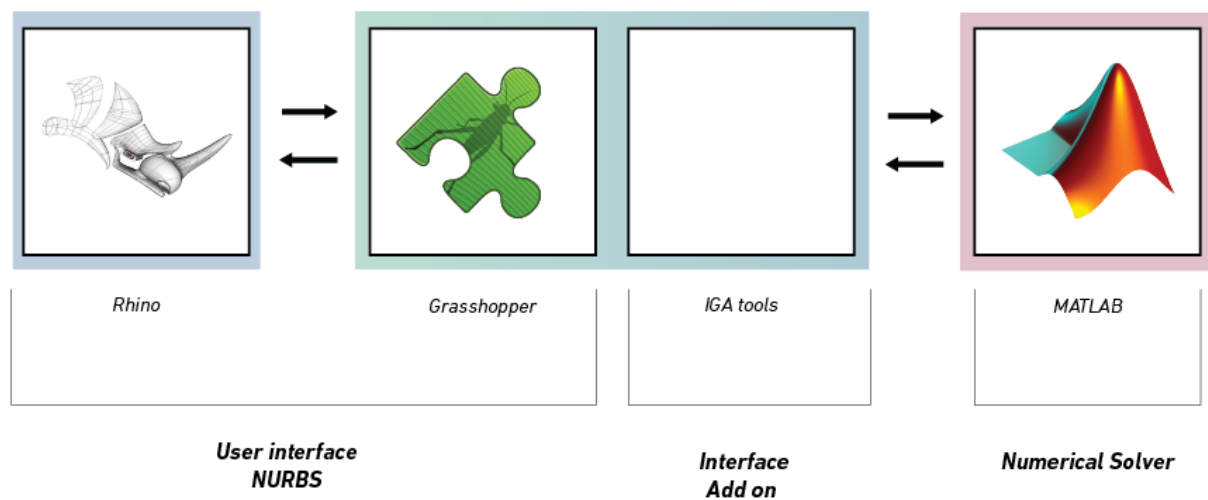 Rhino
Grasshopper
IGA tools
MATLAB
User interface
NURBS
Interface
Add on
Numerical Solver